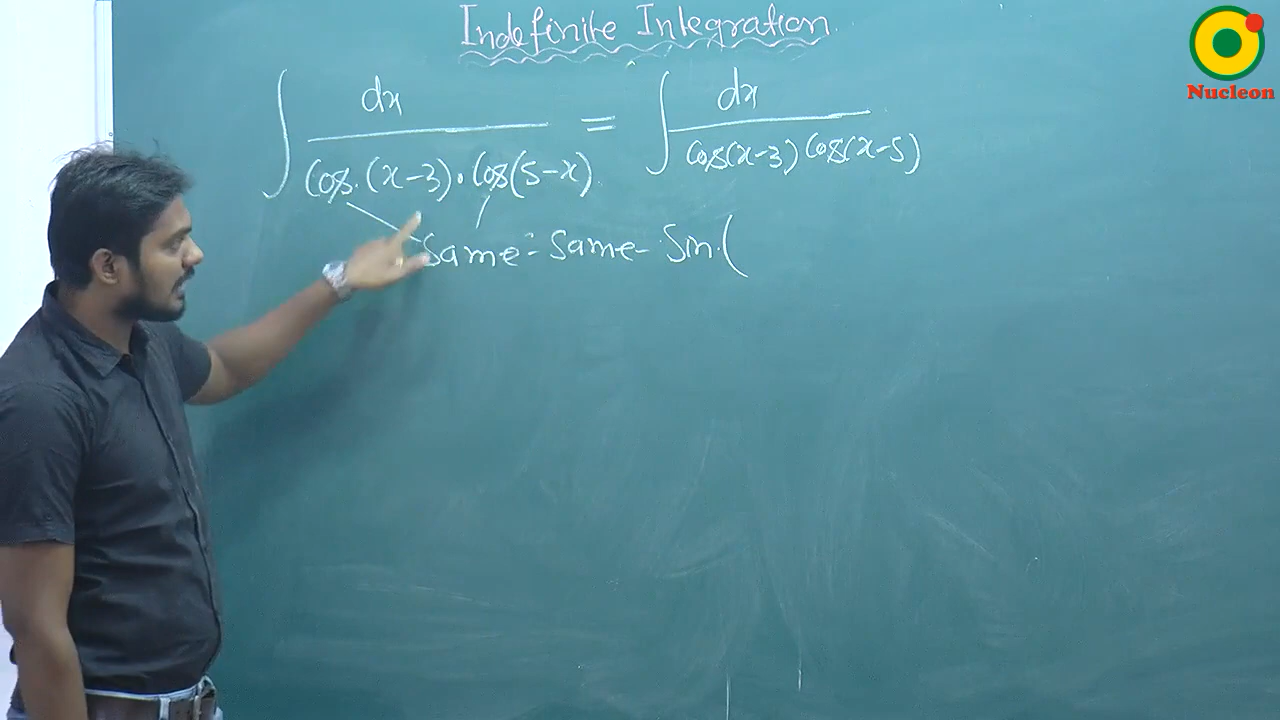 Indefinite Integration
Nucleon
∫ dx / Cos.(x-3).Cos(5-x) = ∫ dx / Cos(x-3) Cos(x-5)
Same = Same - Sin.(